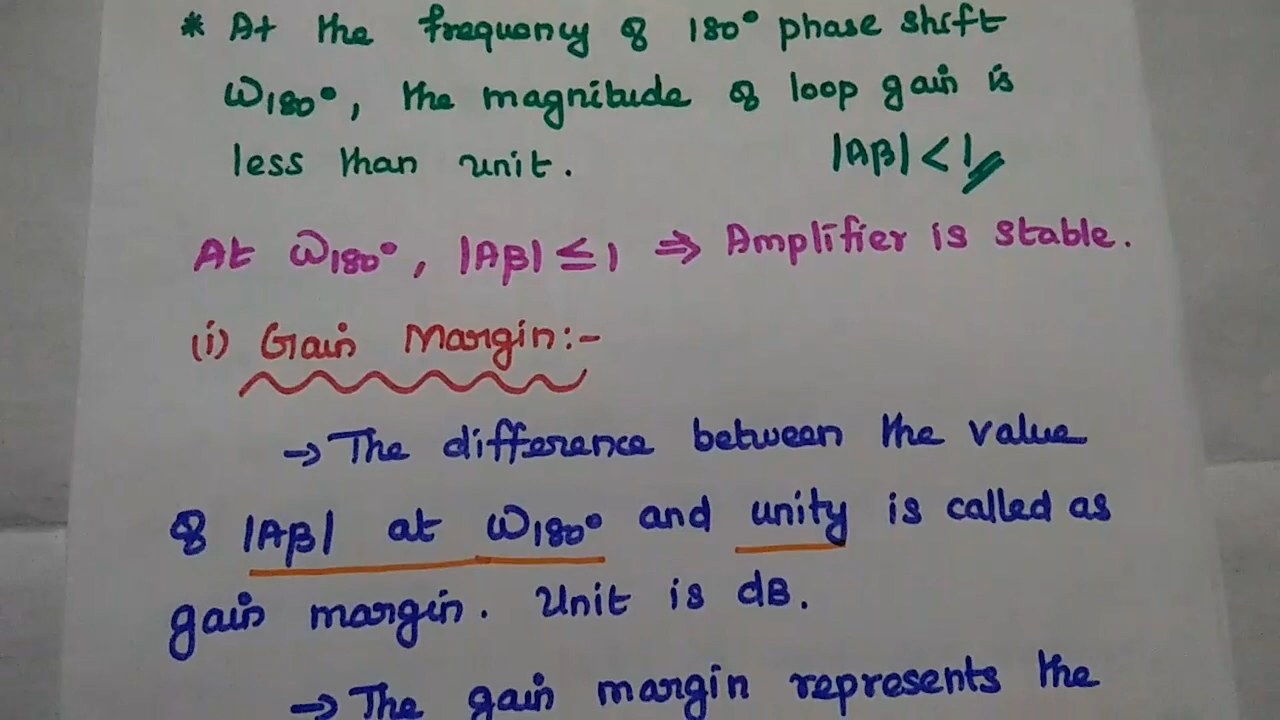 * At the frequency of 180° phase shift
ω180°, the magnitude of loop gain is
less than unit. |Aβ| < 1
At ω180°, |Aβ| ≤ 1 ⇒ Amplifier is stable.
(i) Gain Margin:-
→ The difference between the value
of |Aβ| at ω180° and unity is called as
gain margin. Unit is dB.
→ The gain margin represents the